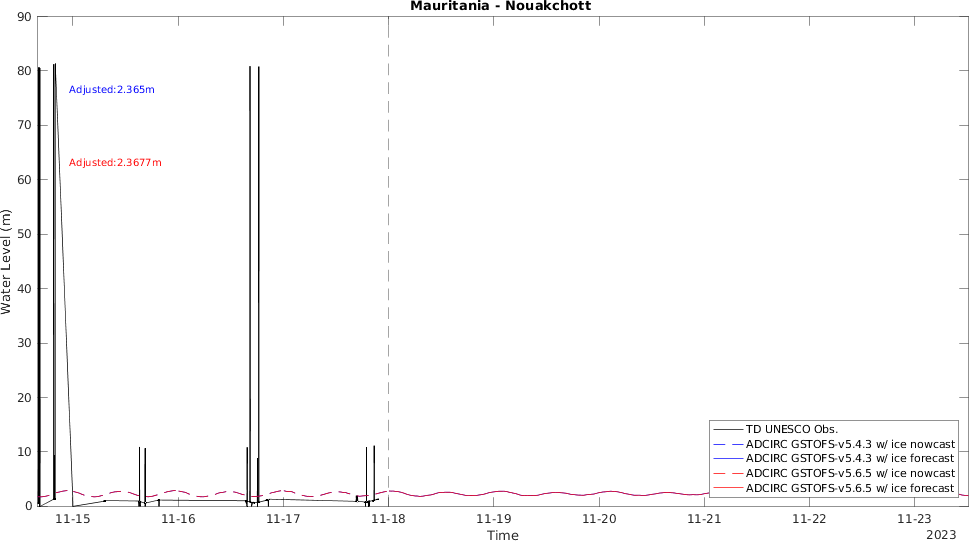 Mauritania - Nouakchott
90
80
70
60
50
40
30
20
10
0
Water Level (m)
Adjusted:2.365m
Adjusted:2.3677m
TD UNESCO Obs.
ADCIRC GSTOFS-v5.4.3 w/ ice nowcast
ADCIRC GSTOFS-v5.4.3 w/ ice forecast
ADCIRC GSTOFS-v5.6.5 w/ ice nowcast
ADCIRC GSTOFS-v5.6.5 w/ ice forecast
11-15 11-16 11-17 11-18 11-19 11-20 11-21 11-22 11-23
Time
2023